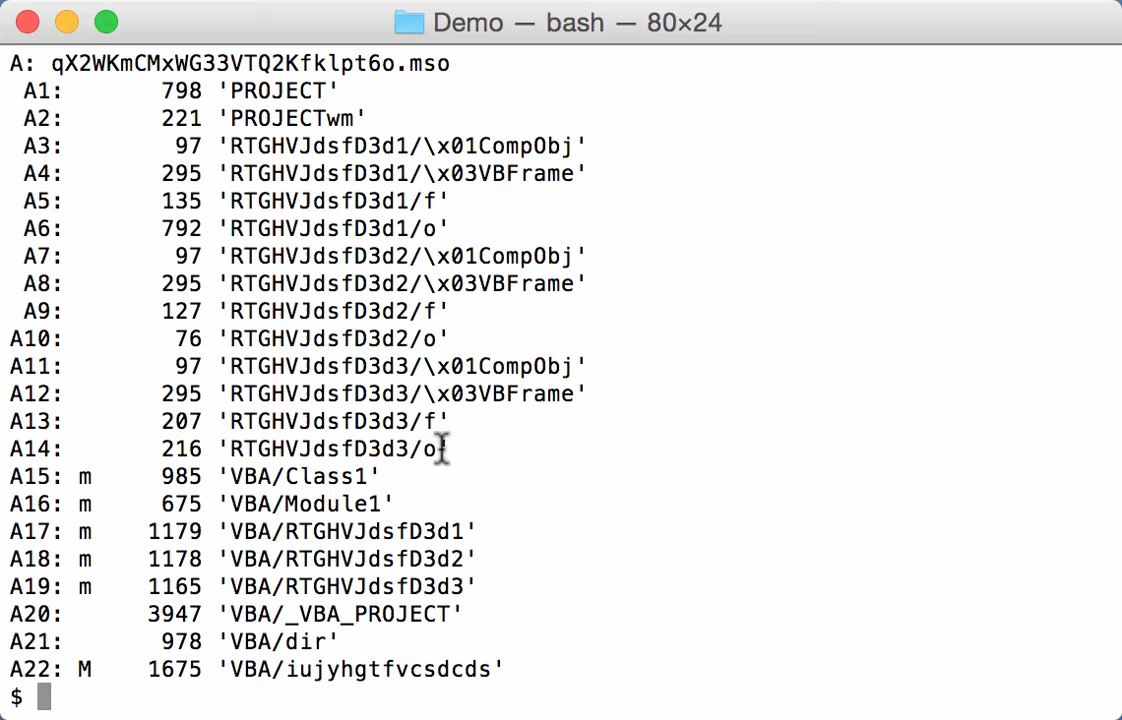 Demo — bash — 80×24
A: qX2WKmCMxWG33VTQ2Kfklpt6o.mso
 A1:       798 'PROJECT'
 A2:       221 'PROJECTwm'
 A3:        97 'RTGHVJdsfD3d1/\x01CompObj'
 A4:       295 'RTGHVJdsfD3d1/\x03VBFrame'
 A5:       135 'RTGHVJdsfD3d1/f'
 A6:       792 'RTGHVJdsfD3d1/o'
 A7:        97 'RTGHVJdsfD3d2/\x01CompObj'
 A8:       295 'RTGHVJdsfD3d2/\x03VBFrame'
 A9:       127 'RTGHVJdsfD3d2/f'
A10:        76 'RTGHVJdsfD3d2/o'
A11:        97 'RTGHVJdsfD3d3/\x01CompObj'
A12:       295 'RTGHVJdsfD3d3/\x03VBFrame'
A13:       207 'RTGHVJdsfD3d3/f'
A14:       216 'RTGHVJdsfD3d3/o'
A15: m     985 'VBA/Class1'
A16: m     675 'VBA/Module1'
A17: m    1179 'VBA/RTGHVJdsfD3d1'
A18: m    1178 'VBA/RTGHVJdsfD3d2'
A19: m    1165 'VBA/RTGHVJdsfD3d3'
A20:      3947 'VBA/_VBA_PROJECT'
A21:       978 'VBA/dir'
A22: M    1675 'VBA/iujyhgtfvcsdcds'
$